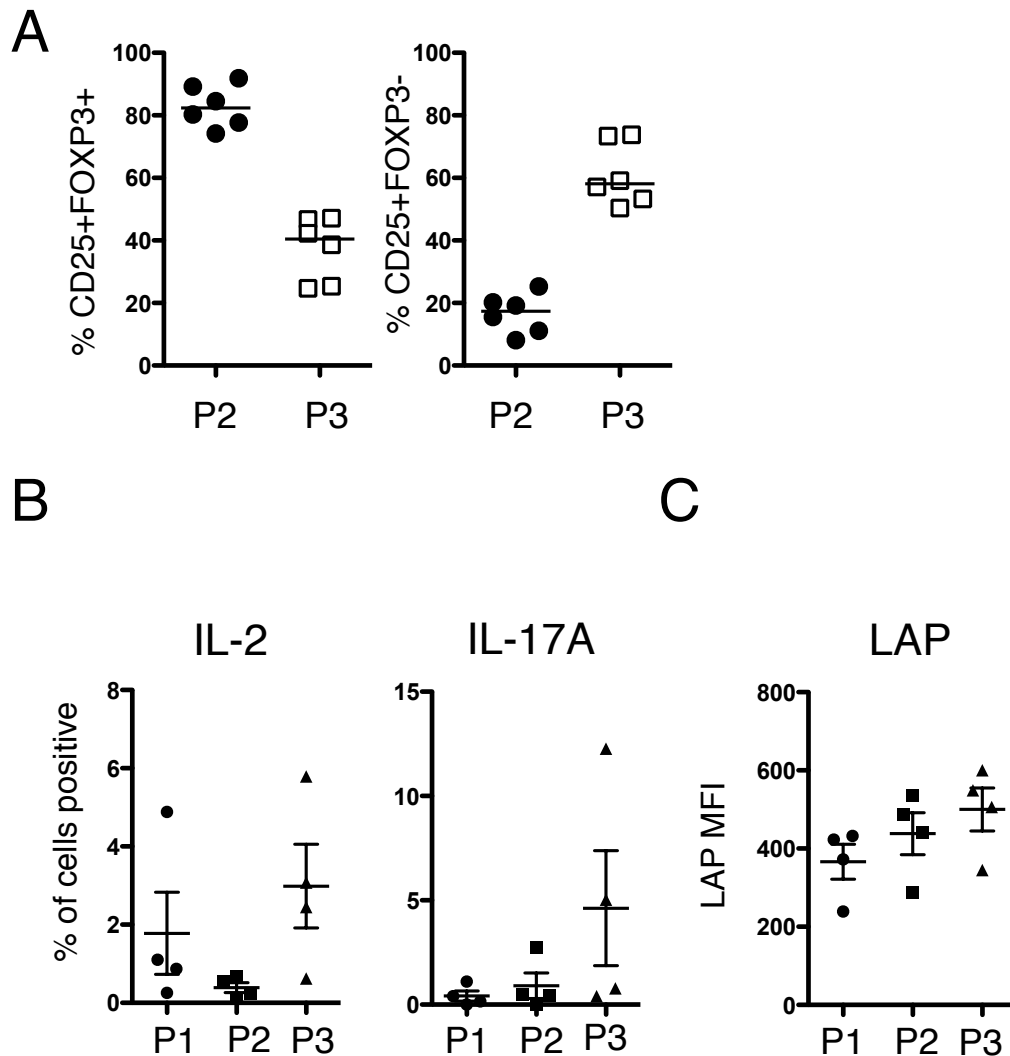 A
% CD25+FOXP3+
100
80
60
40
20
0
P2 P3
% CD25+FOXP3-
100
80
60
40
20
0
P2 P3
B
IL-2
% of cells positive
8
6
4
2
0
P1 P2 P3
IL-17A
15
10
5
0
P1 P2 P3
C
LAP
LAP MFI
800
600
400
200
0
P1 P2 P3